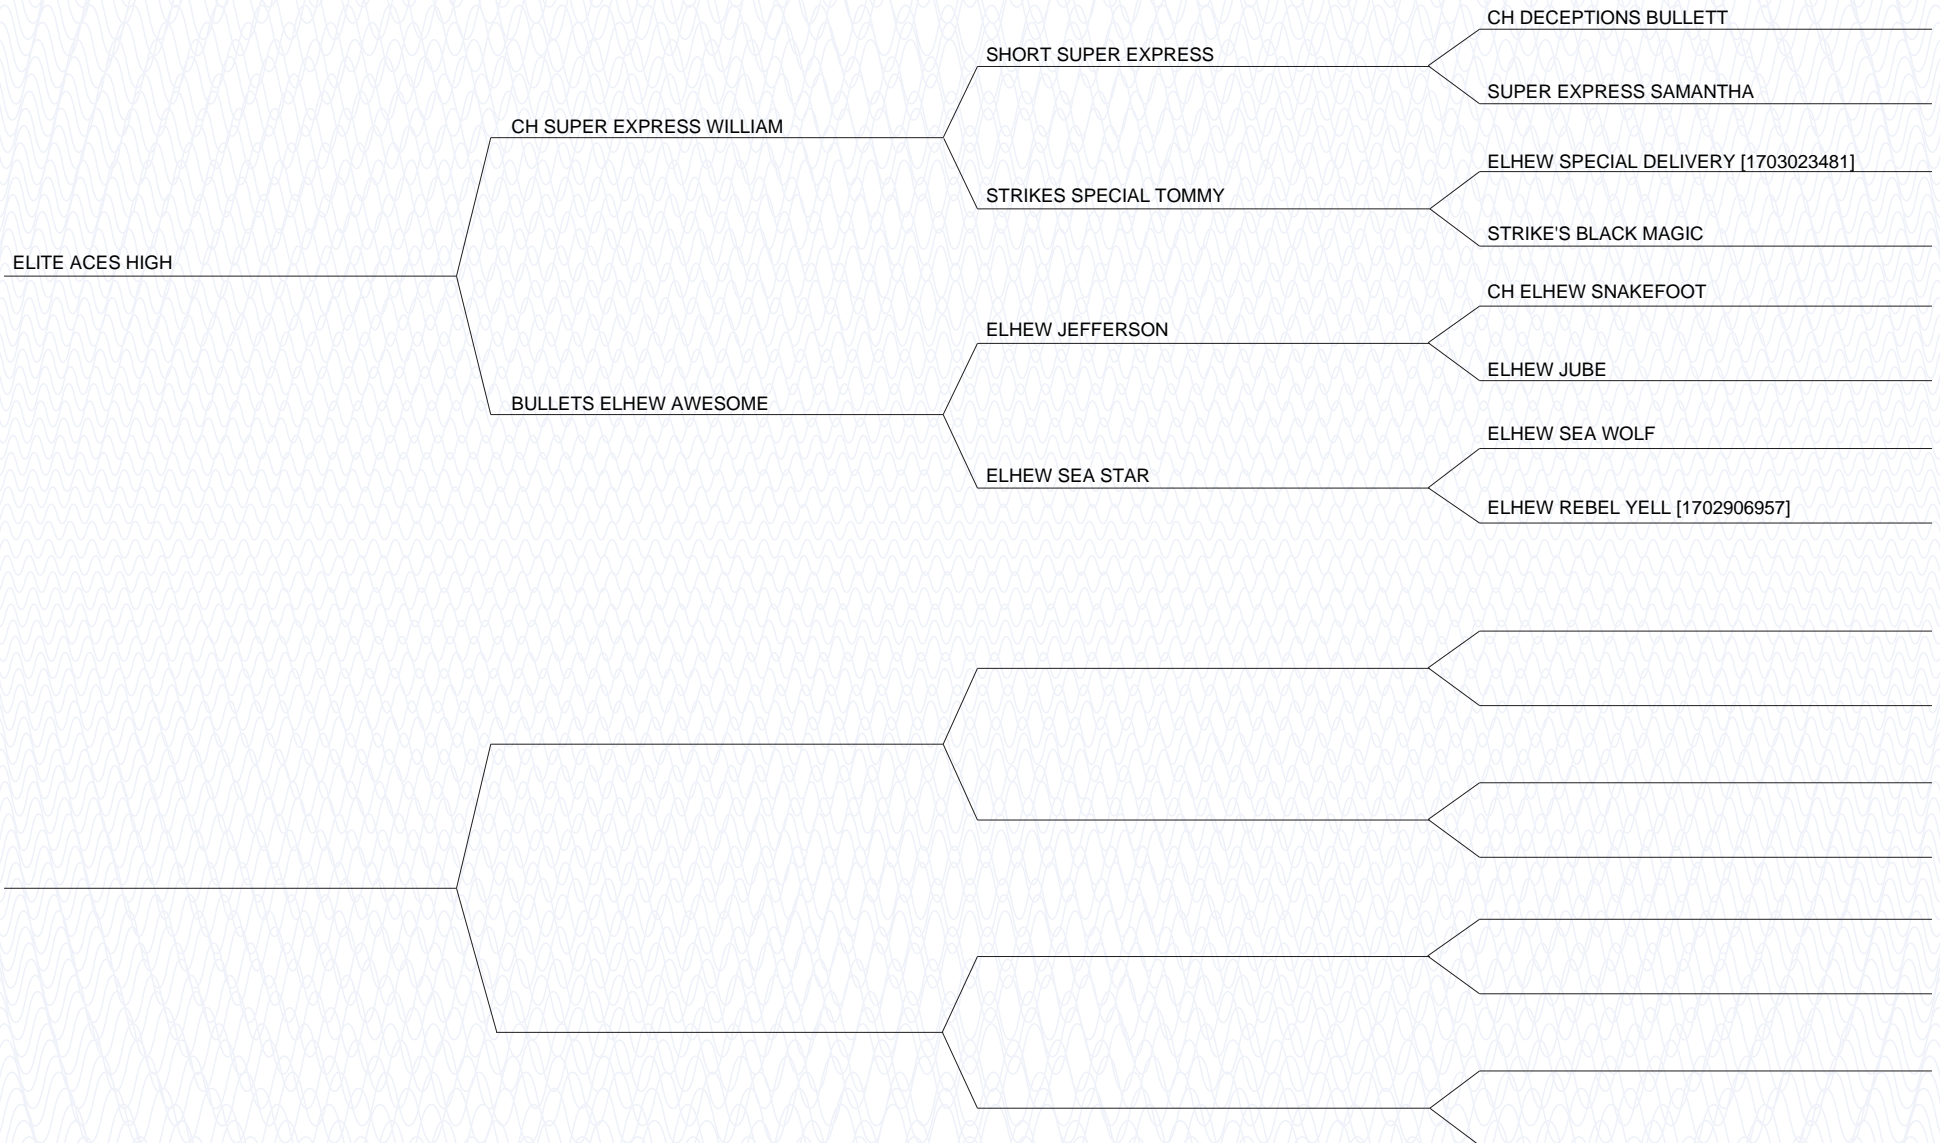 CH DECEPTIONS BULLETT
SHORT SUPER EXPRESS
SUPER EXPRESS SAMANTHA
CH SUPER EXPRESS WILLIAM
ELHEW SPECIAL DELIVERY [1703023481]
STRIKES SPECIAL TOMMY
STRIKE'S BLACK MAGIC
ELITE ACES HIGH
CH ELHEW SNAKEFOOT
ELHEW JEFFERSON
ELHEW JUBE
BULLETS ELHEW AWESOME
ELHEW SEA WOLF
ELHEW SEA STAR
ELHEW REBEL YELL [1702906957]